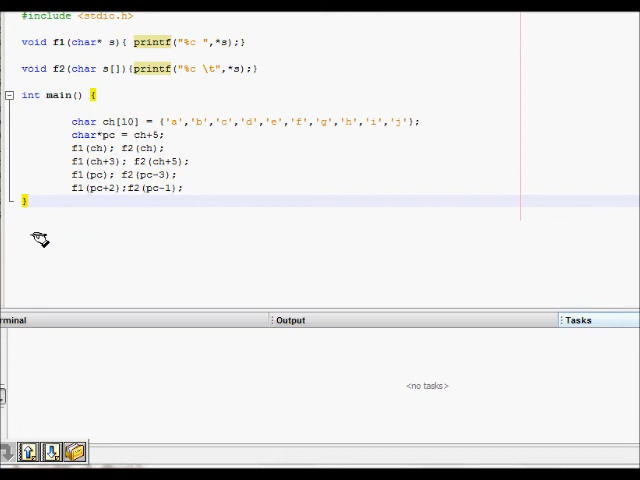 #include <stdio.h>
void f1(char* s){ printf("%c ",*s);}
void f2(char s[]){printf("%c \t",*s);}
int main() {
char ch[10] = {'a','b','c','d','e','f','g','h','i','j'};
char*pc = ch+5;
f1(ch); f2(ch);
f1(ch+3); f2(ch+5);
f1(pc); f2(pc-3);
f1(pc+2);f2(pc-1);
}
rminal Output Tasks
<no tasks>